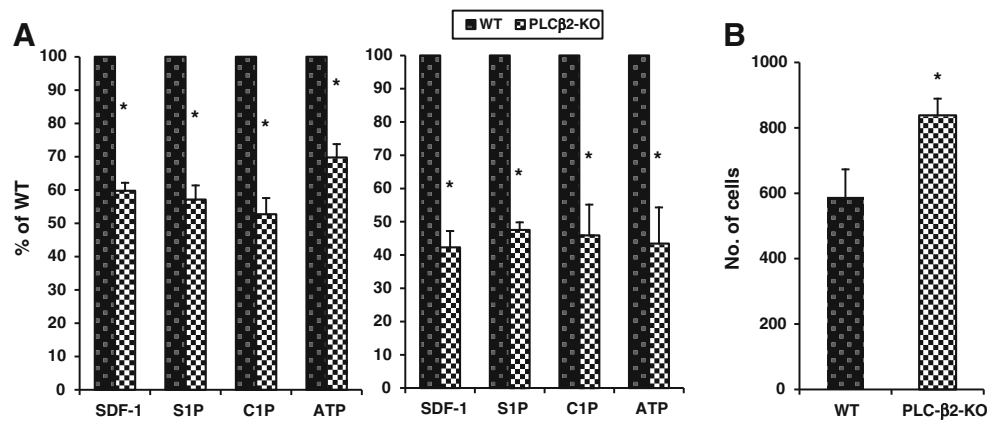 WT PLCβ2-KO
A
B
% of WT
100
90
80
70
60
50
40
30
20
10
0
* * * *
SDF-1 S1P C1P ATP
100
90
80
70
60
50
40
30
20
10
0
* * * *
SDF-1 S1P C1P ATP
No. of cells
1000
800
600
400
200
0
*
WT PLC-β2-KO